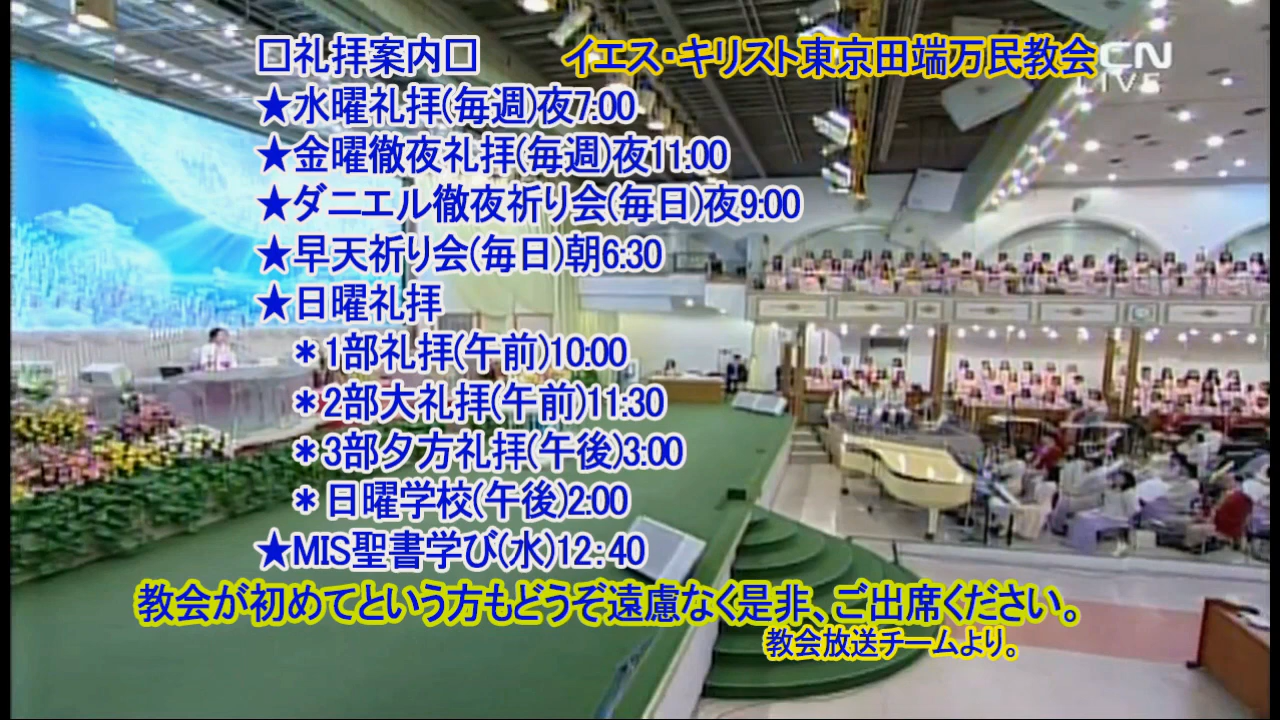 □礼拝案内□ イエス・キリスト東京田端万民教会
CN
LIVE
★水曜礼拝(毎週)夜7:00
★金曜徹夜礼拝(毎週)夜11:00
★ダニエル徹夜祈り会(毎日)夜9:00
★早天祈り会(毎日)朝6:30
★日曜礼拝
＊1部礼拝(午前)10:00
＊2部大礼拝(午前)11:30
＊3部夕方礼拝(午後)3:00
＊日曜学校(午後)2:00
★MIS聖書学び(水)12：40
教会が初めてという方もどうぞ遠慮なく是非、ご出席ください。
教会放送チームより。